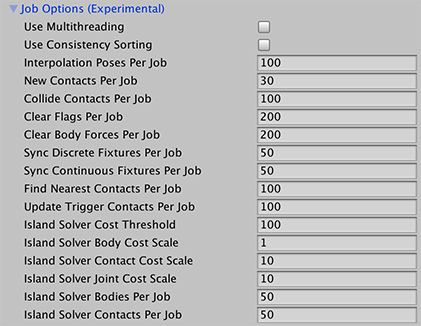 Job Options (Experimental)
Use Multithreading
Use Consistency Sorting
Interpolation Poses Per Job 100
New Contacts Per Job 30
Collide Contacts Per Job 100
Clear Flags Per Job 200
Clear Body Forces Per Job 200
Sync Discrete Fixtures Per Job 50
Sync Continuous Fixtures Per Job 50
Find Nearest Contacts Per Job 100
Update Trigger Contacts Per Job 100
Island Solver Cost Threshold 100
Island Solver Body Cost Scale 1
Island Solver Contact Cost Scale 10
Island Solver Joint Cost Scale 10
Island Solver Bodies Per Job 50
Island Solver Contacts Per Job 50